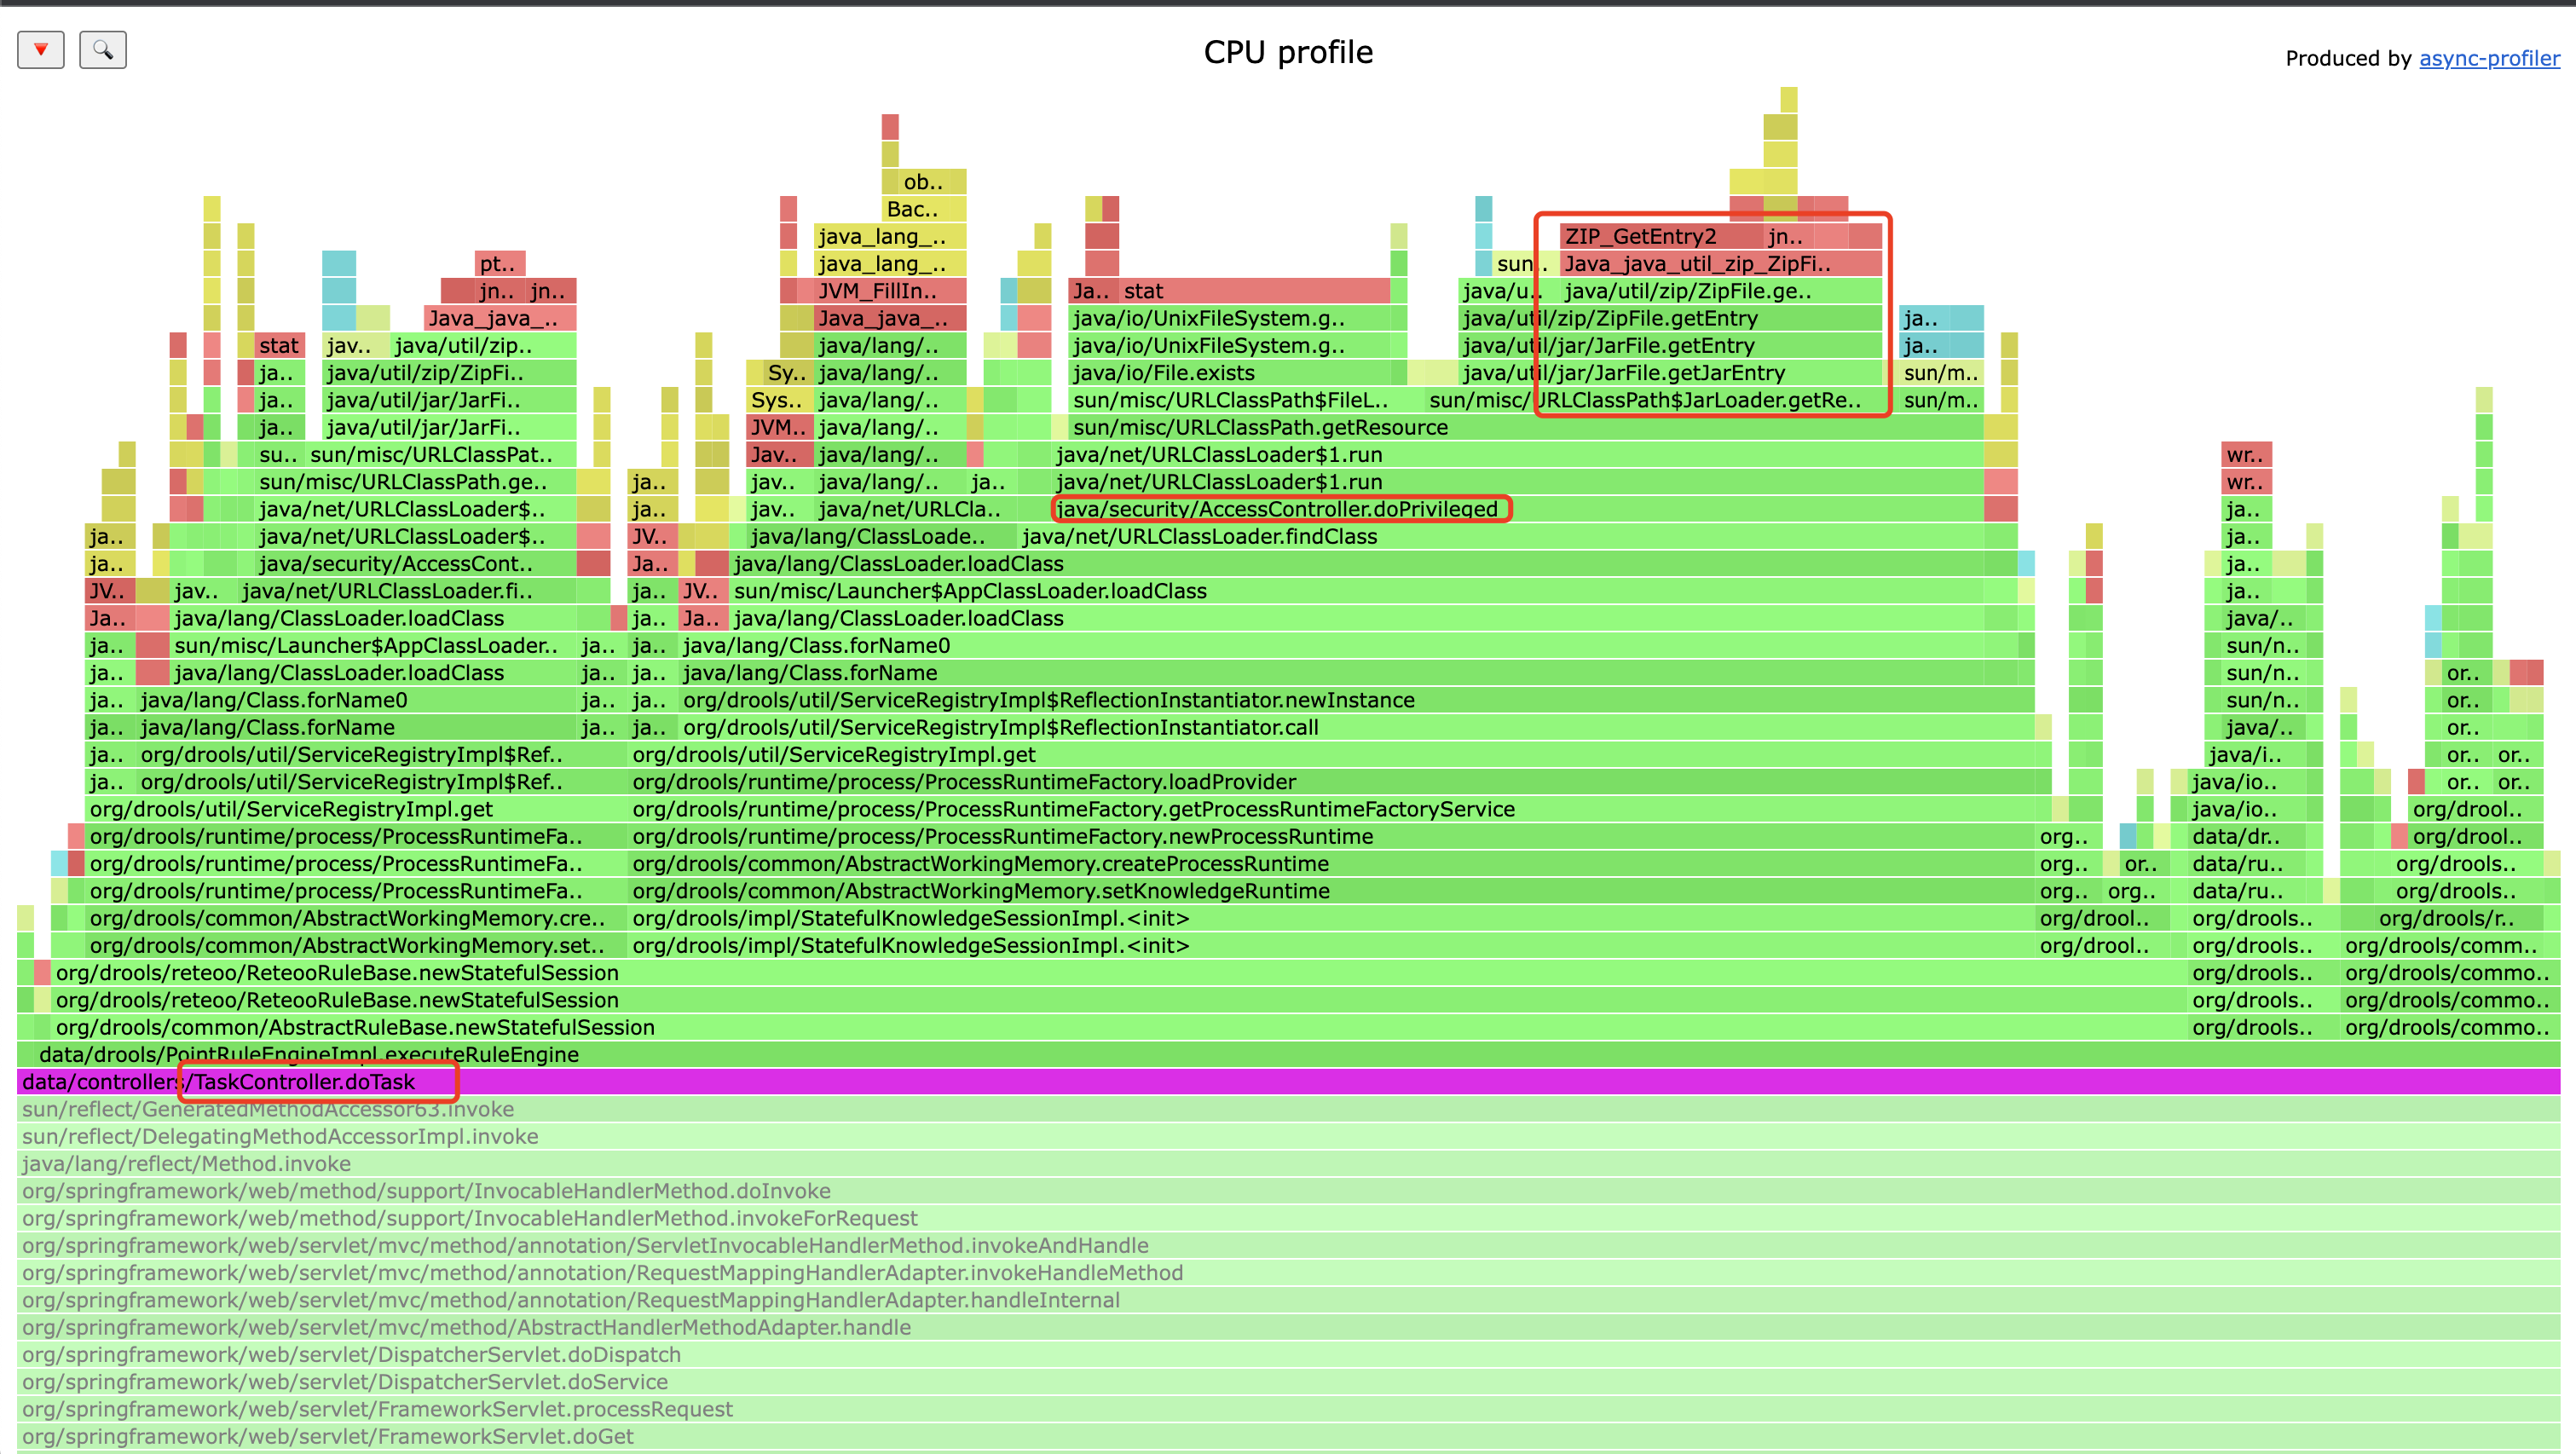 🔻 🔍 CPU profile Produced by async-profiler
ob..
Bac..
java_lang_.. ZIP_GetEntry2 jn..
pt.. java_lang_.. sun.. Java_java_util_zip_ZipFi..
jn.. jn.. JVM_FillIn.. Ja.. stat java/u.. java/util/zip/ZipFile.ge..
Java_java_.. Java_java_.. java/io/UnixFileSystem.g.. java/util/zip/ZipFile.getEntry ja..
stat jav.. java/util/zip.. java/lang/.. java/io/UnixFileSystem.g.. java/util/jar/JarFile.getEntry ja..
ja.. java/util/zip/ZipFi.. Sy.. java/lang/.. java/io/File.exists java/util/jar/JarFile.getJarEntry sun/m..
ja.. java/util/jar/JarFi.. Sys.. java/lang/.. sun/misc/URLClassPath$FileL.. sun/misc/URLClassPath$JarLoader.getRe.. sun/m..
ja.. java/util/jar/JarFi.. JVM.. java/lang/.. sun/misc/URLClassPath.getResource
su.. sun/misc/URLClassPat.. Jav.. java/lang/.. java/net/URLClassLoader$1.run wr..
sun/misc/URLClassPath.ge.. ja.. jav.. java/lang/.. ja.. java/net/URLClassLoader$1.run wr..
java/net/URLClassLoader$.. ja.. jav.. java/net/URLCla.. java/security/AccessController.doPrivileged ja..
ja.. java/net/URLClassLoader$.. JV.. java/lang/ClassLoade.. java/net/URLClassLoader.findClass ja..
ja.. java/security/AccessCont.. Ja.. java/lang/ClassLoader.loadClass ja..
JV.. jav.. java/net/URLClassLoader.fi.. ja.. JV.. sun/misc/Launcher$AppClassLoader.loadClass ja..
Ja.. java/lang/ClassLoader.loadClass ja.. Ja.. java/lang/ClassLoader.loadClass java/..
ja.. sun/misc/Launcher$AppClassLoader.. ja.. ja.. java/lang/Class.forName0 sun/n..
ja.. java/lang/ClassLoader.loadClass ja.. ja.. java/lang/Class.forName sun/n.. or..
ja.. java/lang/Class.forName0 ja.. ja.. org/drools/util/ServiceRegistryImpl$ReflectionInstantiator.newInstance sun/n.. or..
ja.. java/lang/Class.forName ja.. ja.. org/drools/util/ServiceRegistryImpl$ReflectionInstantiator.call java/.. or..
ja.. org/drools/util/ServiceRegistryImpl$Ref.. org/drools/util/ServiceRegistryImpl.get java/i.. or.. or..
ja.. org/drools/util/ServiceRegistryImpl$Ref.. org/drools/runtime/process/ProcessRuntimeFactory.loadProvider java/io.. or.. or..
org/drools/util/ServiceRegistryImpl.get org/drools/runtime/process/ProcessRuntimeFactory.getProcessRuntimeFactoryService java/io.. org/drool..
org/drools/runtime/process/ProcessRuntimeFa.. org/drools/runtime/process/ProcessRuntimeFactory.newProcessRuntime org.. data/dr.. org/drool..
org/drools/runtime/process/ProcessRuntimeFa.. org/drools/common/AbstractWorkingMemory.createProcessRuntime org.. or.. data/ru.. org/drools..
org/drools/runtime/process/ProcessRuntimeFa.. org/drools/common/AbstractWorkingMemory.setKnowledgeRuntime org.. org.. data/ru.. org/drools..
org/drools/common/AbstractWorkingMemory.cre.. org/drools/impl/StatefulKnowledgeSessionImpl.<init> org/drool.. org/drools.. org/drools/r..
org/drools/common/AbstractWorkingMemory.set.. org/drools/impl/StatefulKnowledgeSessionImpl.<init> org/drool.. org/drools.. org/drools/comm..
org/drools/reteoo/ReteooRuleBase.newStatefulSession org/drools.. org/drools/commo..
org/drools/reteoo/ReteooRuleBase.newStatefulSession org/drools.. org/drools/commo..
org/drools/common/AbstractRuleBase.newStatefulSession org/drools.. org/drools/commo..
data/drools/PointRuleEngineImpl.executeRuleEngine
data/controllers/TaskController.doTask
sun/reflect/GeneratedMethodAccessor63.invoke
sun/reflect/DelegatingMethodAccessorImpl.invoke
java/lang/reflect/Method.invoke
org/springframework/web/method/support/InvocableHandlerMethod.doInvoke
org/springframework/web/method/support/InvocableHandlerMethod.invokeForRequest
org/springframework/web/servlet/mvc/method/annotation/ServletInvocableHandlerMethod.invokeAndHandle
org/springframework/web/servlet/mvc/method/annotation/RequestMappingHandlerAdapter.invokeHandleMethod
org/springframework/web/servlet/mvc/method/annotation/RequestMappingHandlerAdapter.handleInternal
org/springframework/web/servlet/mvc/method/AbstractHandlerMethodAdapter.handle
org/springframework/web/servlet/DispatcherServlet.doDispatch
org/springframework/web/servlet/DispatcherServlet.doService
org/springframework/web/servlet/FrameworkServlet.processRequest
org/springframework/web/servlet/FrameworkServlet.doGet